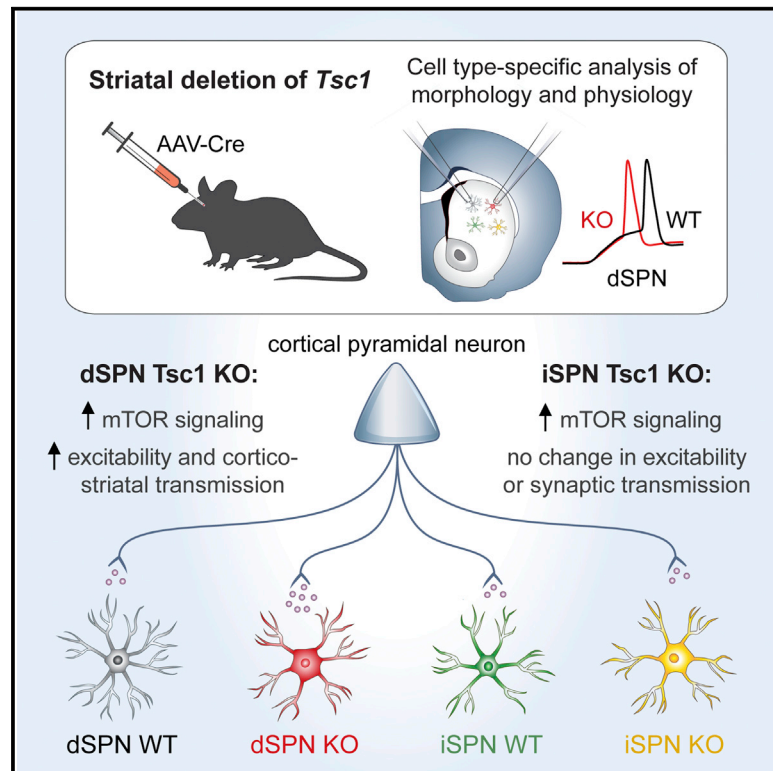 Striatal deletion of Tsc1
AAV-Cre
Cell type-specific analysis of
morphology and physiology
KO
WT
dSPN
cortical pyramidal neuron
dSPN Tsc1 KO:
↑ mTOR signaling
↑ excitability and cortico-
striatal transmission
iSPN Tsc1 KO:
↑ mTOR signaling
no change in excitability
or synaptic transmission
dSPN WT
dSPN KO
iSPN WT
iSPN KO